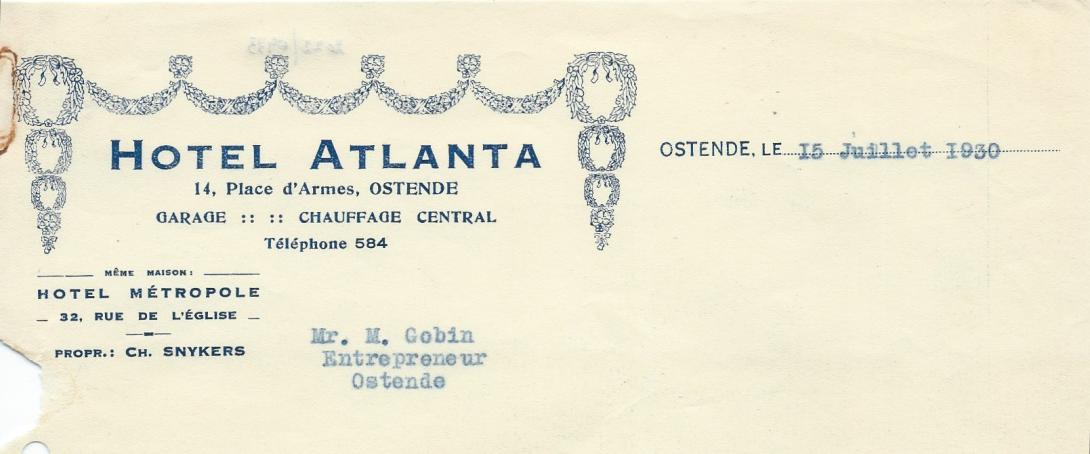 HOTEL ATLANTA
14, Place d'Armes, OSTENDE
GARAGE :: :: CHAUFFAGE CENTRAL
Téléphone 584
OSTENDE, LE 15 Juillet 1930
MÊME MAISON:
HOTEL MÉTROPOLE
32, RUE DE L'ÉGLISE
PROPR.: CH. SNYKERS
Mr. M. Gobin
Entrepreneur
Ostende